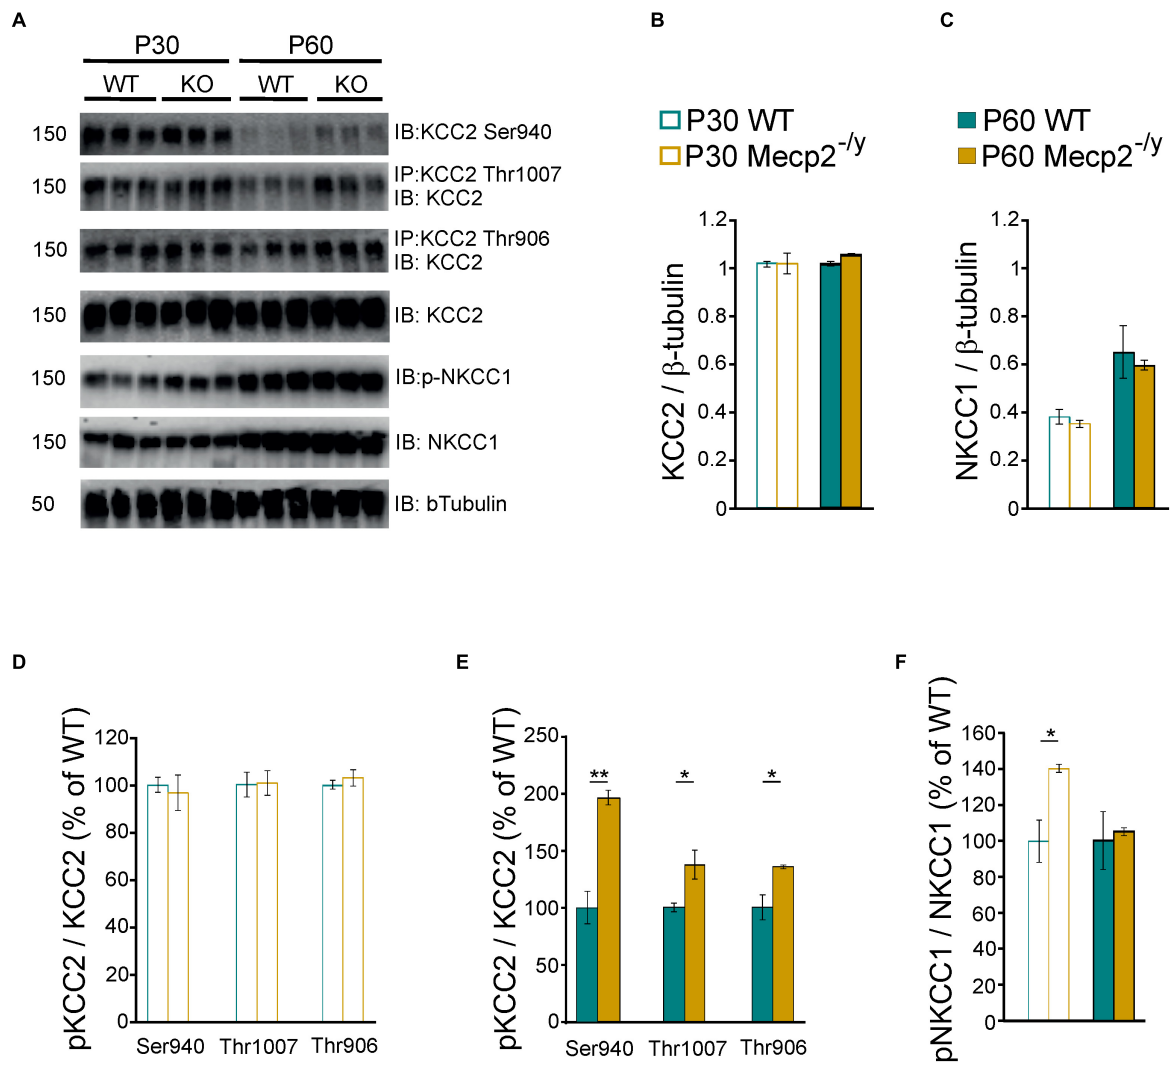 A
P30 P60
WT KO WT KO
150 IB:KCC2 Ser940
150 IP:KCC2 Thr1007
IB: KCC2
150 IP:KCC2 Thr906
IB: KCC2
150 IB: KCC2
150 IB:p-NKCC1
150 IB: NKCC1
50 IB: bTubulin
B
P30 WT
P30 Mecp2-/y
KCC2 / β-tubulin
1.2
1
0.8
0.6
0.4
0.2
0
C
P60 WT
P60 Mecp2-/y
NKCC1 / β-tubulin
1.2
1
0.8
0.6
0.4
0.2
0
D
pKCC2 / KCC2 (% of WT)
120
100
80
60
40
20
0
Ser940 Thr1007 Thr906
E
pKCC2 / KCC2 (% of WT)
250
200
150
100
50
0
** * *
Ser940 Thr1007 Thr906
F
pNKCC1 / NKCC1 (% of WT)
160
140
120
100
80
60
40
20
0
*